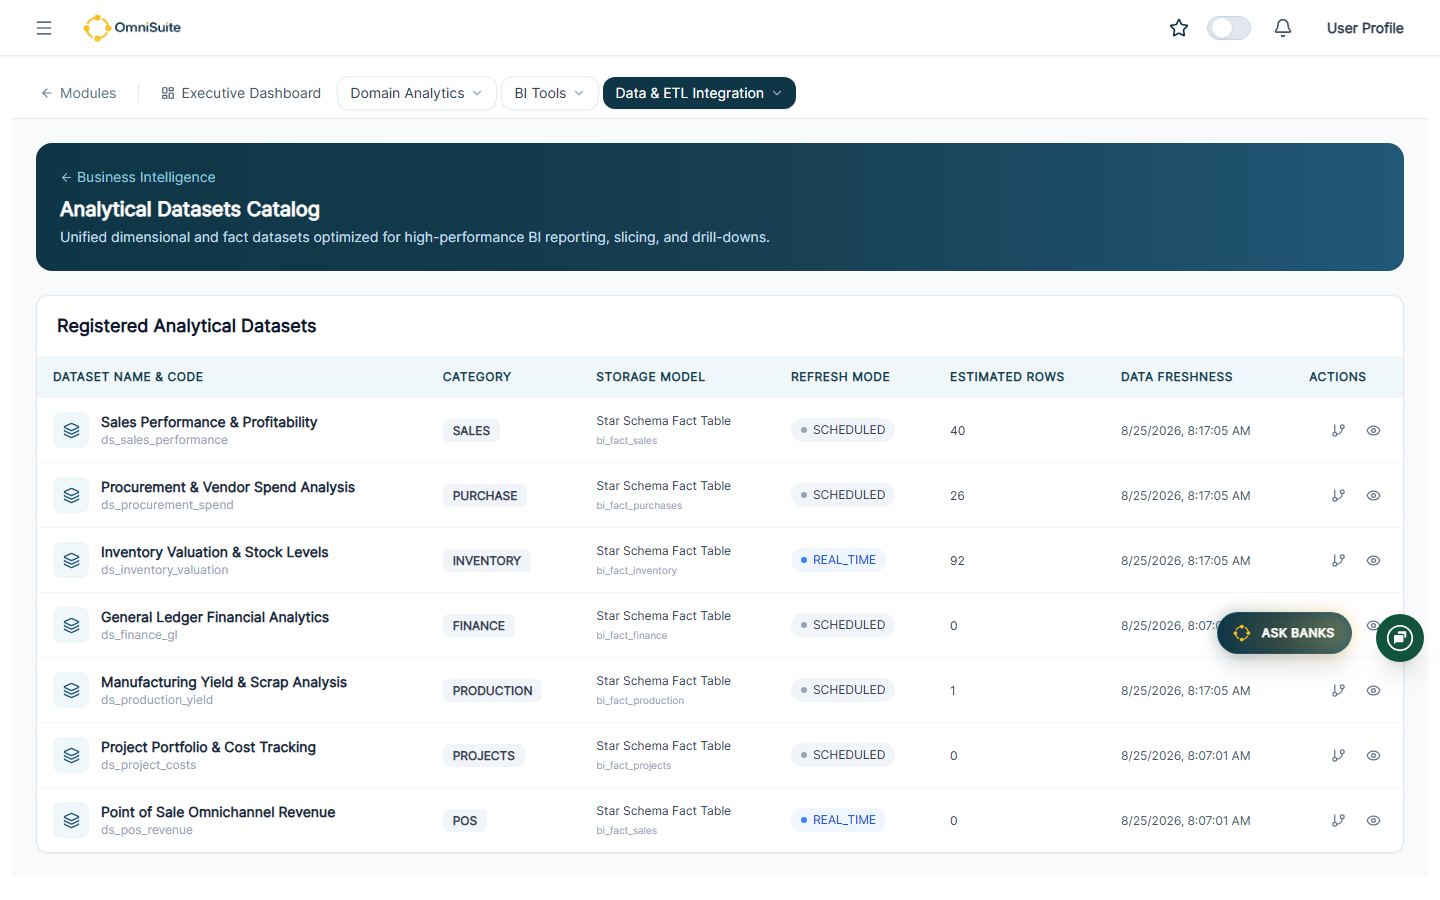 OmniSuite
User Profile
Modules
Executive Dashboard
Domain Analytics
BI Tools
Data & ETL Integration
Business Intelligence
Analytical Datasets Catalog
Unified dimensional and fact datasets optimized for high-performance BI reporting, slicing, and drill-downs.
Registered Analytical Datasets
DATASET NAME & CODE CATEGORY STORAGE MODEL REFRESH MODE ESTIMATED ROWS DATA FRESHNESS ACTIONS
Sales Performance & Profitability
ds_sales_performance
SALES
Star Schema Fact Table
bi_fact_sales
SCHEDULED
40
8/25/2026, 8:17:05 AM
Procurement & Vendor Spend Analysis
ds_procurement_spend
PURCHASE
Star Schema Fact Table
bi_fact_purchases
SCHEDULED
26
8/25/2026, 8:17:05 AM
Inventory Valuation & Stock Levels
ds_inventory_valuation
INVENTORY
Star Schema Fact Table
bi_fact_inventory
REAL_TIME
92
8/25/2026, 8:17:05 AM
General Ledger Financial Analytics
ds_finance_gl
FINANCE
Star Schema Fact Table
bi_fact_finance
SCHEDULED
0
8/25/2026, 8:07:
ASK BANKS
Manufacturing Yield & Scrap Analysis
ds_production_yield
PRODUCTION
Star Schema Fact Table
bi_fact_production
SCHEDULED
1
8/25/2026, 8:17:05 AM
Project Portfolio & Cost Tracking
ds_project_costs
PROJECTS
Star Schema Fact Table
bi_fact_projects
SCHEDULED
0
8/25/2026, 8:07:01 AM
Point of Sale Omnichannel Revenue
ds_pos_revenue
POS
Star Schema Fact Table
bi_fact_sales
REAL_TIME
0
8/25/2026, 8:07:01 AM